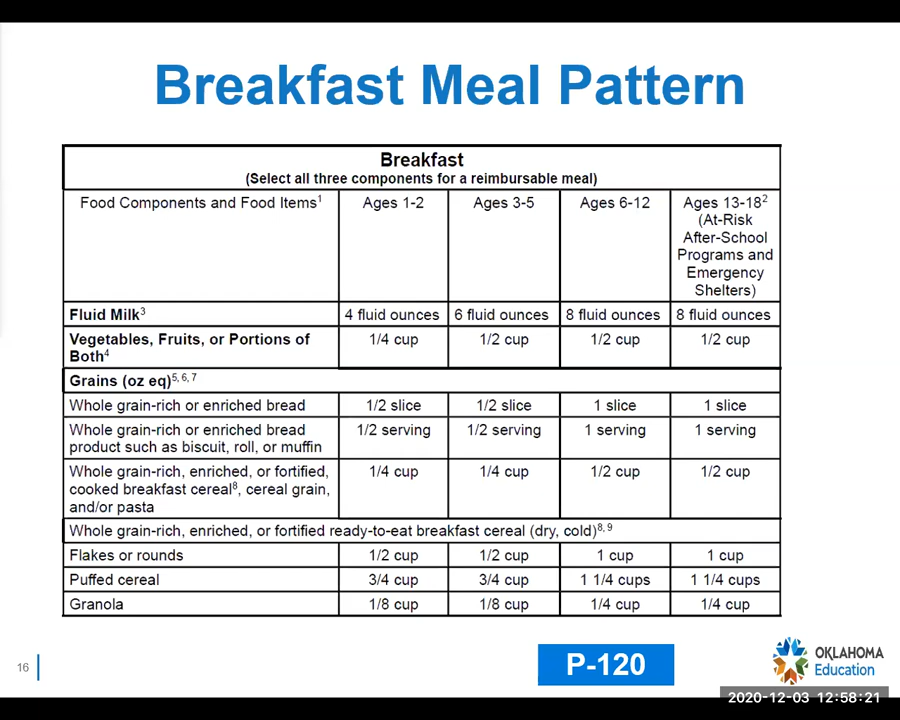 Breakfast Meal Pattern
Breakfast
(Select all three components for a reimbursable meal)
Food Components and Food Items¹ Ages 1-2 Ages 3-5 Ages 6-12 Ages 13-18²
(At-Risk
After-School
Programs and
Emergency
Shelters)
Fluid Milk³ 4 fluid ounces 6 fluid ounces 8 fluid ounces 8 fluid ounces
Vegetables, Fruits, or Portions of 1/4 cup 1/2 cup 1/2 cup 1/2 cup
Both⁴
Grains (oz eq)⁵, ⁶, ⁷
Whole grain-rich or enriched bread 1/2 slice 1/2 slice 1 slice 1 slice
Whole grain-rich or enriched bread 1/2 serving 1/2 serving 1 serving 1 serving
product such as biscuit, roll, or muffin
Whole grain-rich, enriched, or fortified, 1/4 cup 1/4 cup 1/2 cup 1/2 cup
cooked breakfast cereal⁸, cereal grain,
and/or pasta
Whole grain-rich, enriched, or fortified ready-to-eat breakfast cereal (dry, cold)⁸, ⁹
Flakes or rounds 1/2 cup 1/2 cup 1 cup 1 cup
Puffed cereal 3/4 cup 3/4 cup 1 1/4 cups 1 1/4 cups
Granola 1/8 cup 1/8 cup 1/4 cup 1/4 cup
16
P-120
OKLAHOMA
Education
2020-12-03 12:58:21